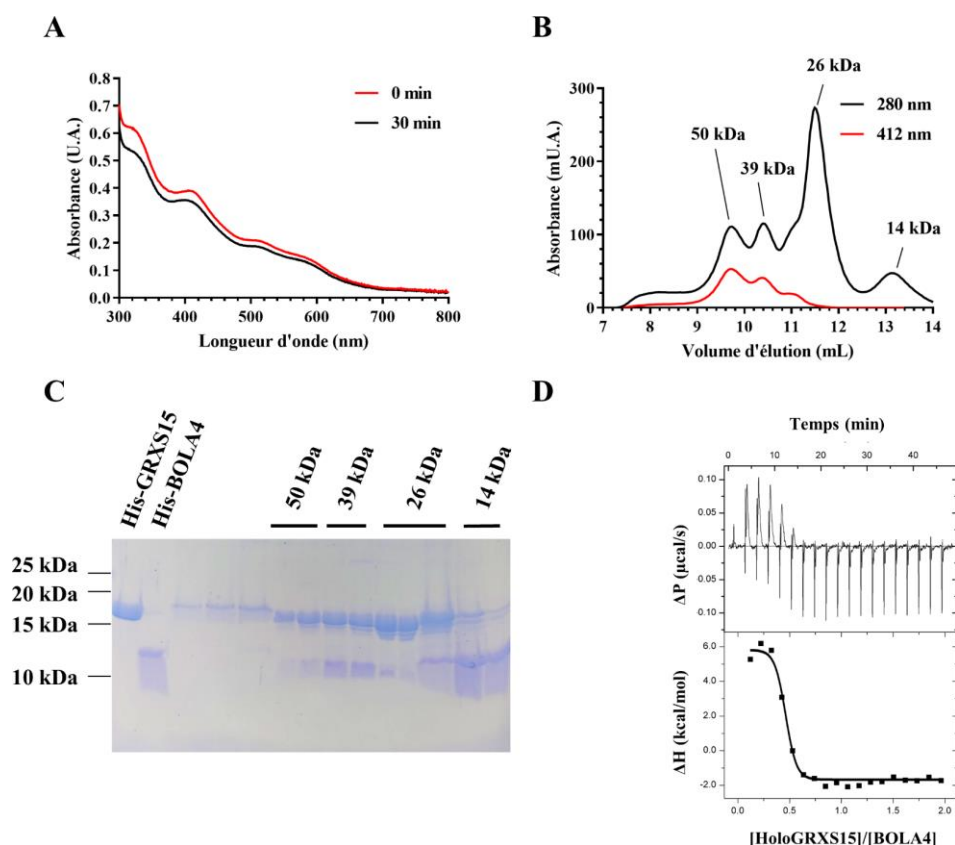 A
0.8
0.7
0.6
0.5
0.4
0.3
0.2
0.1
0.0
Absorbance (U.A.)
0 min
30 min
300 400 500 600 700 800
Longueur d'onde (nm)
B
300
200
100
0
Absorbance (mU.A.)
50 kDa
39 kDa
26 kDa
14 kDa
280 nm
412 nm
7 8 9 10 11 12 13 14
Volume d'élution (mL)
C
His-GRXS15
His-BOLA4
50 kDa
39 kDa
26 kDa
14 kDa
25 kDa
20 kDa
15 kDa
10 kDa
D
Temps (min)
0 10 20 30 40
0.10
0.05
0.00
0.05
0.10
ΔP (µcal/s)
6.0
4.0
2.0
0.0
-2.0
ΔH (kcal/mol)
0.0 0.5 1.0 1.5 2.0
[HoloGRXS15]/[BOLA4]